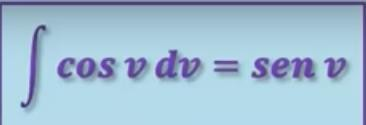 ∫ cos v dv = sen v